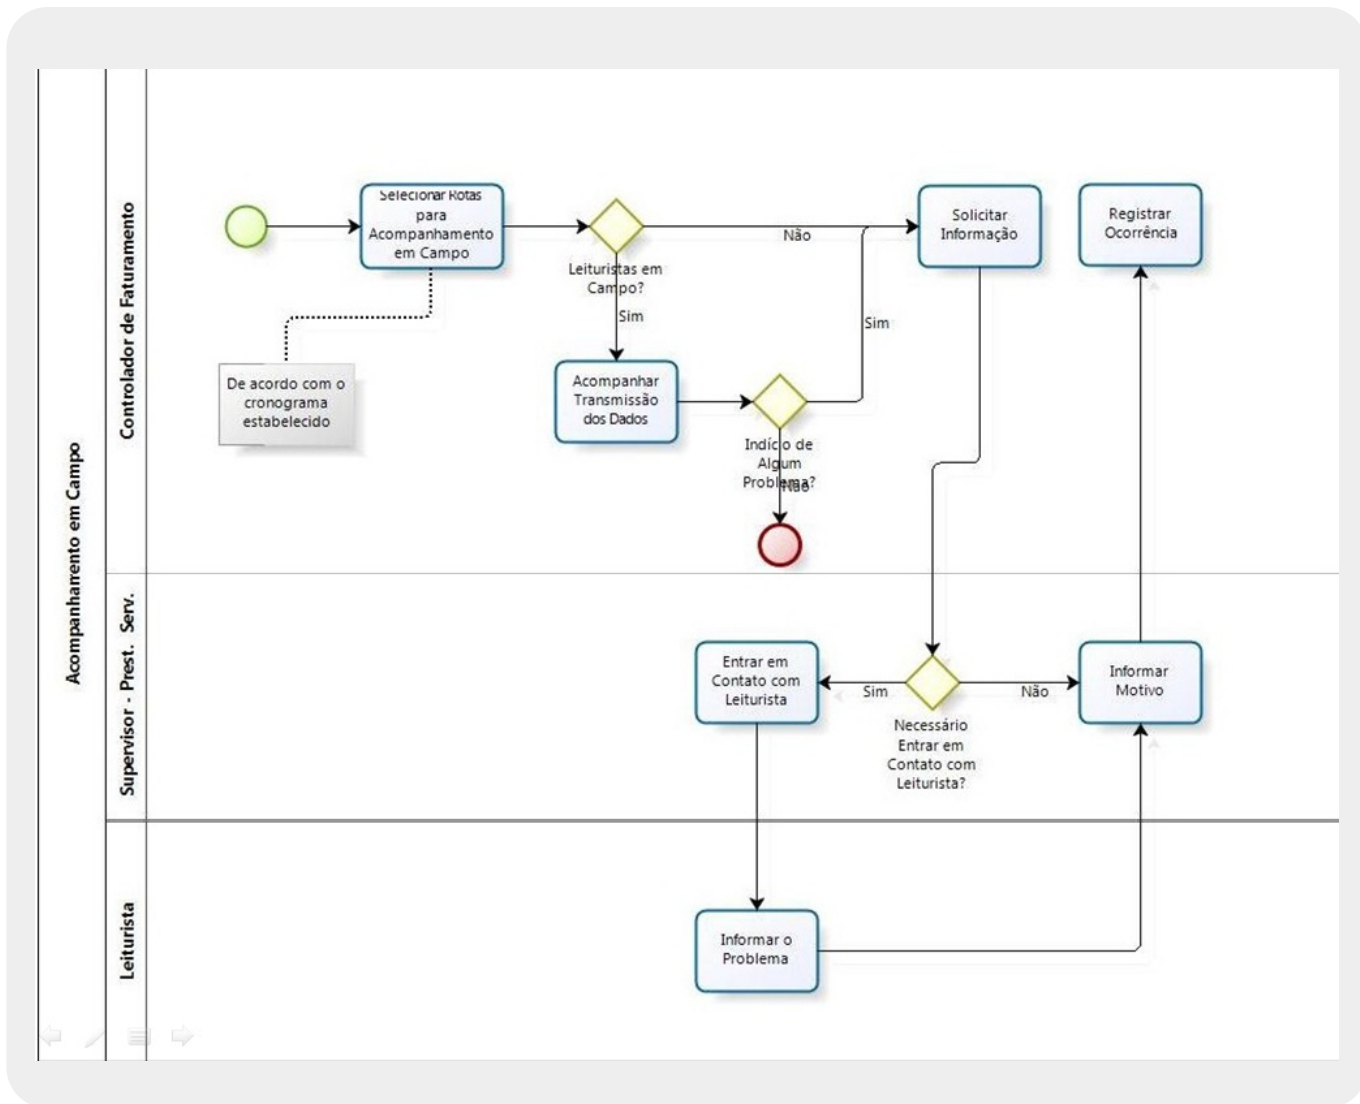 Acompanhamento em Campo
Controlador de Faturamento
Selecionar Rotas
para
Acompanhamento
em Campo
De acordo com o
cronograma
estabelecido
Leituristas em
Campo?
Não
Sim
Acompanhar
Transmissão
dos Dados
Indício de
Algum
Problema?
Não
Sim
Solicitar
Informação
Registrar
Ocorrência
Supervisor - Prest. Serv.
Entrar em
Contato com
Leiturista
Sim
Necessário
Entrar em
Contato com
Leiturista?
Não
Informar
Motivo
Leiturista
Informar o
Problema